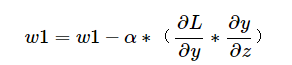 w1 = w1 − α ∗ （ ∂L/∂y ∗ ∂y/∂z ）